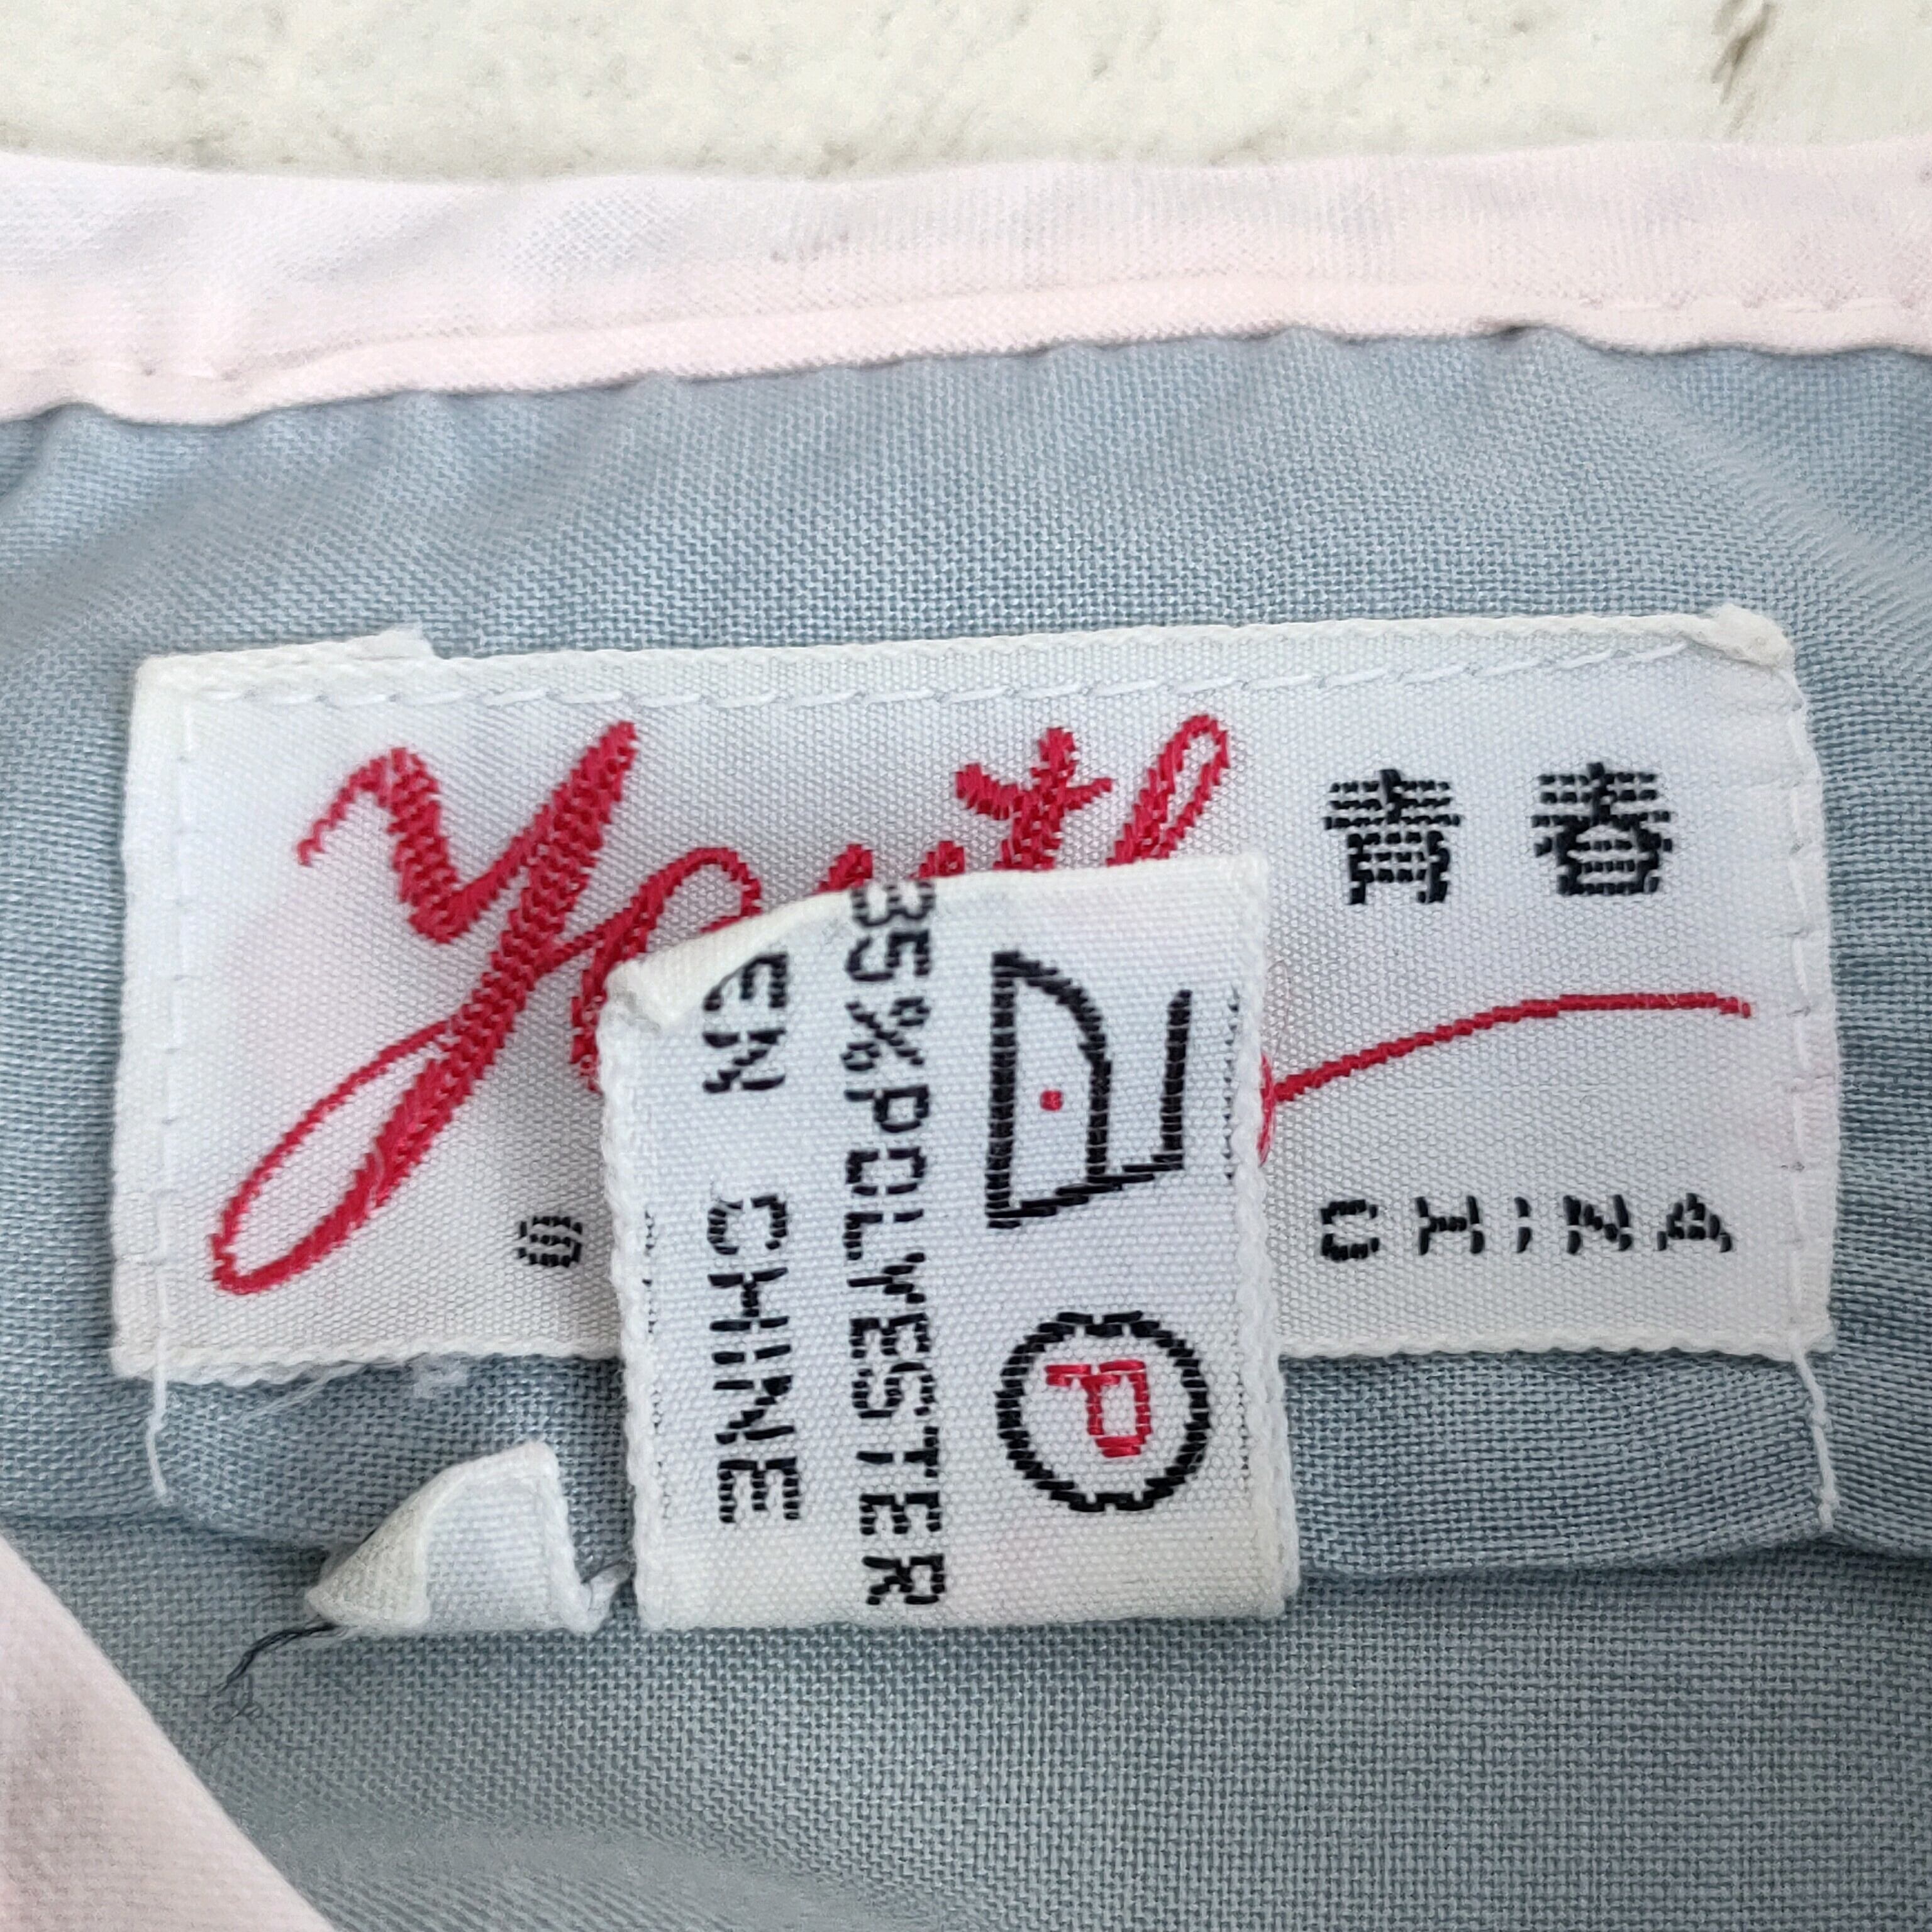 Youth 青春
S CHINA
P
35%POLYESTER
EN CHINE